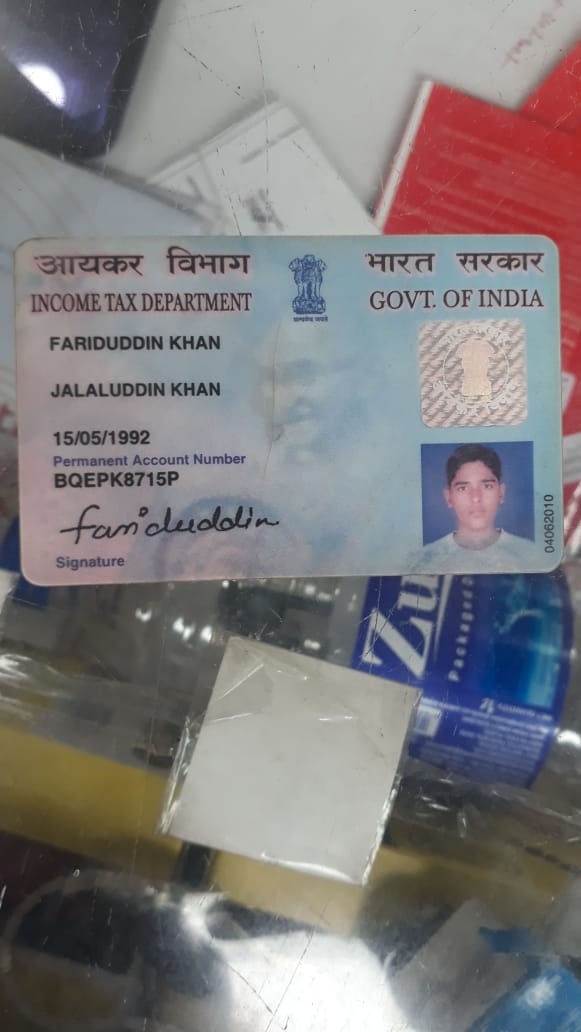 आयकर विभाग
INCOME TAX DEPARTMENT
भारत सरकार
GOVT. OF INDIA
सत्यमेव जयते
FARIDUDDIN KHAN
JALALUDDIN KHAN
15/05/1992
Permanent Account Number
BQEPK8715P
fariduddin
Signature
04062010
Zu
Packaged D